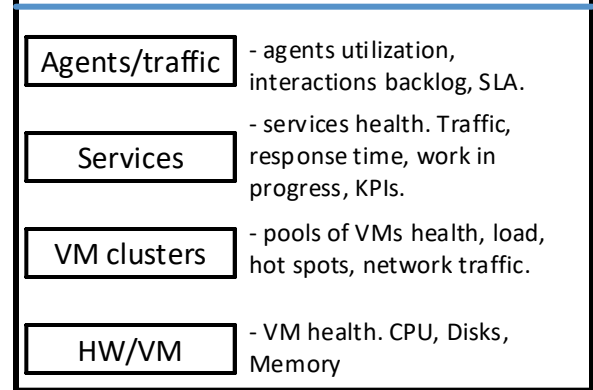 Agents/traffic
- agents utilization,
interactions backlog, SLA.
Services
- services health. Traffic,
response time, work in
progress, KPIs.
VM clusters
- pools of VMs health, load,
hot spots, network traffic.
HW/VM
- VM health. CPU, Disks,
Memory